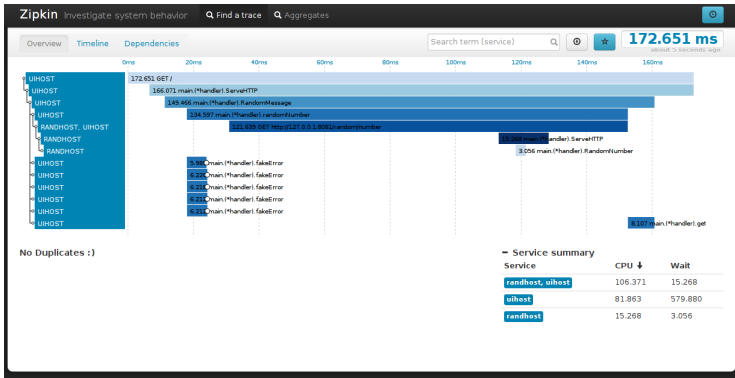 Zipkin Investigate system behavior Find a trace Aggregates
Overview Timeline Dependencies Search term (service) 172.651 ms
about 5 seconds ago
0ms 20ms 40ms 60ms 80ms 100ms 120ms 140ms 160ms
UIHOST 172.651 GET /
UIHOST 166.071 main.(*handler).ServeHTTP
UIHOST 149.466 main.(*handler).RandomMessage
UIHOST 134.597 main.(*handler).randomNumber
RANDHOST, UIHOST 121.639 GET http://127.0.0.1:8081/randomnumber
RANDHOST 15.268 main.(*handler).ServeHTTP
RANDHOST 3.056 main.(*handler).RandomNumber
UIHOST main.(*handler).fakeError
UIHOST main.(*handler).fakeError
UIHOST main.(*handler).fakeError
UIHOST main.(*handler).fakeError
UIHOST main.(*handler).fakeError
UIHOST 8.107 main.(*handler).get
No Duplicates :)
− Service summary
Service CPU Wait
randhost, uihost 106.371 15.268
uihost 81.863 579.880
randhost 15.268 3.056